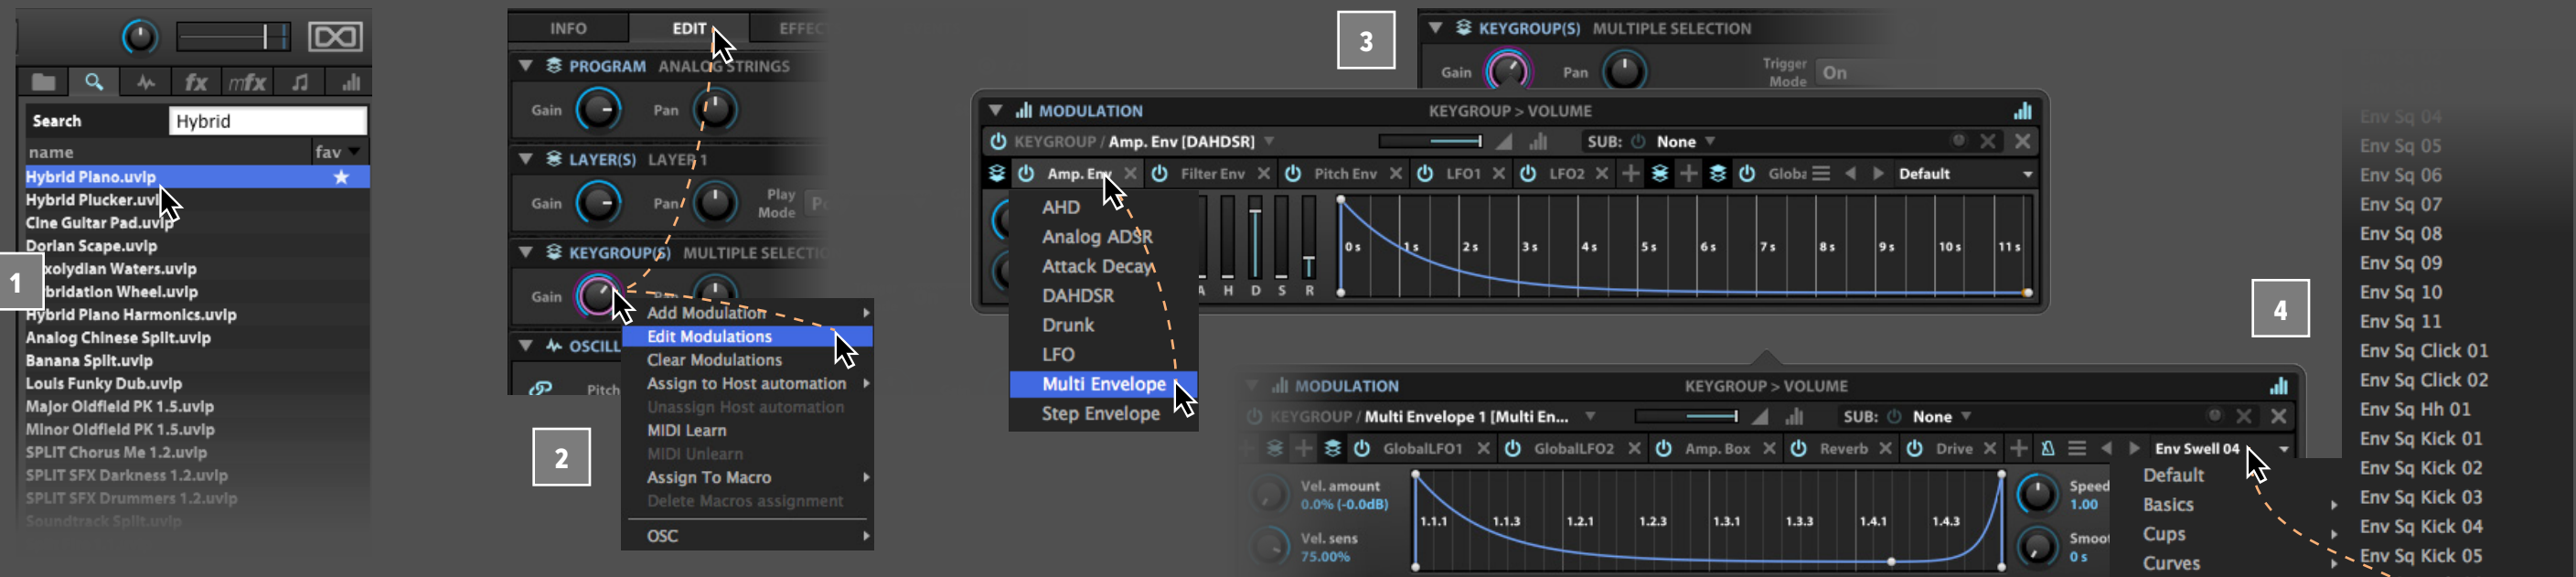 Search Hybrid
name fav
Hybrid Piano.uvip
Hybrid Plucker.uvip
Cine Guitar Pad.uvip
Dorian Scape.uvip
xolydian Waters.uvip
bridation Wheel.uvip
Hybrid Piano Harmonics.uvip
Analog Chinese Split.uvip
Banana Split.uvip
Louis Funky Dub.uvip
Major Oldfield PK 1.5.uvip
Minor Oldfield PK 1.5.uvip
SPLIT Chorus Me 1.2.uvip
SPLIT SFX Darkness 1.2.uvip
SPLIT SFX Drummers 1.2.uvip
Soundtrack Split.uvip
fx mfx
1
INFO EDIT EFFEC
PROGRAM ANALOG STRINGS
Gain Pan
LAYER(S) LAYER 1
Gain Pan Play Mode
KEYGROUP(S) MULTIPLE SELECTIO
Gain Pan
OSCILL
Pitch
Add Modulation
Edit Modulations
Clear Modulations
Assign to Host automation
Unassign Host automation
MIDI Learn
MIDI Unlearn
Assign To Macro
Delete Macros assignment
OSC
2
3
KEYGROUP(S) MULTIPLE SELECTION
Gain Pan Trigger Mode On
MODULATION KEYGROUP > VOLUME
KEYGROUP / Amp. Env [DAHDSR] SUB: None
Amp. Env Filter Env Pitch Env LFO1 LFO2 Globa Default
0 s 1 s 2 s 3 s 4 s 5 s 6 s 7 s 8 s 9 s 10 s 11 s
A H D S R
AHD
Analog ADSR
Attack Decay
DAHDSR
Drunk
LFO
Multi Envelope
Step Envelope
4
MODULATION KEYGROUP > VOLUME
KEYGROUP / Multi Envelope 1 [Multi En... SUB: None
GlobalLFO1 GlobalLFO2 Amp. Box Reverb Drive Env Swell 04
Vel. amount
0.0% (-0.0dB)
Vel. sens
75.00%
1.1.1 1.1.3 1.2.1 1.2.3 1.3.1 1.3.3 1.4.1 1.4.3
Speed
1.00
Smoot
0 s
Default
Basics
Cups
Curves
Env Sq 04
Env Sq 05
Env Sq 06
Env Sq 07
Env Sq 08
Env Sq 09
Env Sq 10
Env Sq 11
Env Sq Click 01
Env Sq Click 02
Env Sq Hh 01
Env Sq Kick 01
Env Sq Kick 02
Env Sq Kick 03
Env Sq Kick 04
Env Sq Kick 05